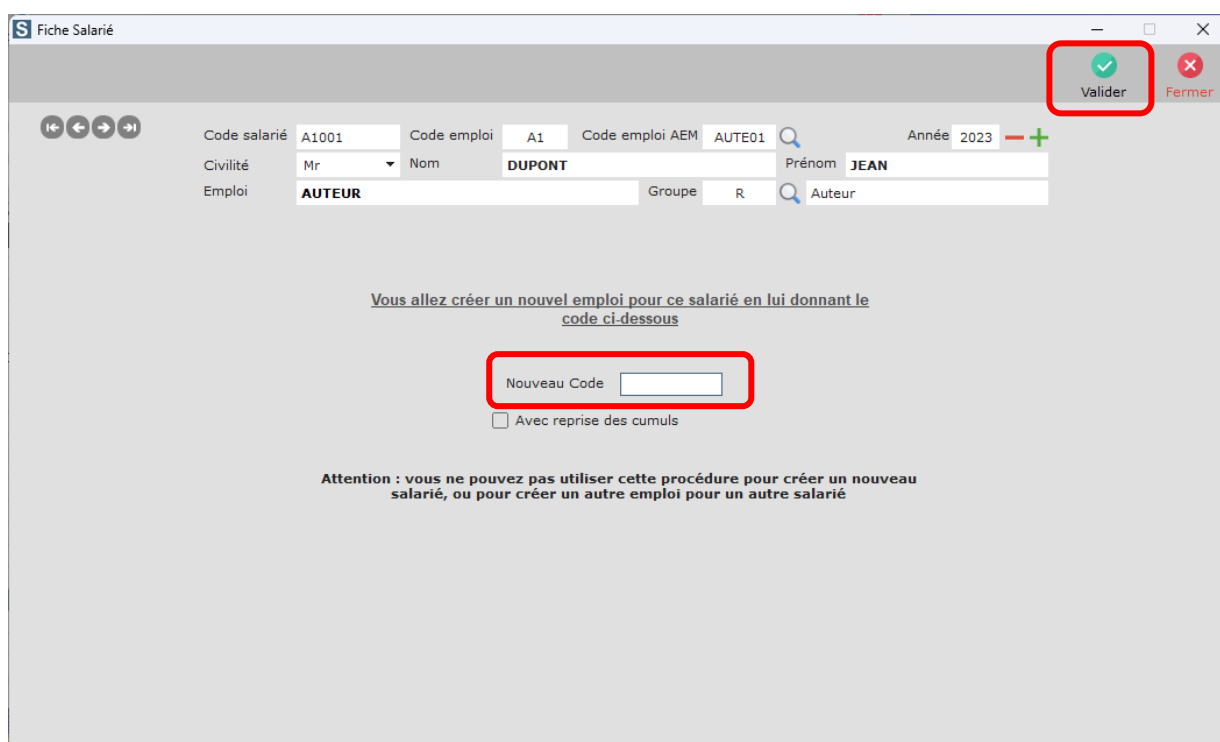 S Fiche Salarié
Valider Fermer
Code salarié A1001 Code emploi A1 Code emploi AEM AUTE01 Année 2023
Civilité Mr Nom DUPONT Prénom JEAN
Emploi AUTEUR Groupe R Auteur
Vous allez créer un nouvel emploi pour ce salarié en lui donnant le
code ci-dessous
Nouveau Code
Avec reprise des cumuls
Attention : vous ne pouvez pas utiliser cette procédure pour créer un nouveau
salarié, ou pour créer un autre emploi pour un autre salarié